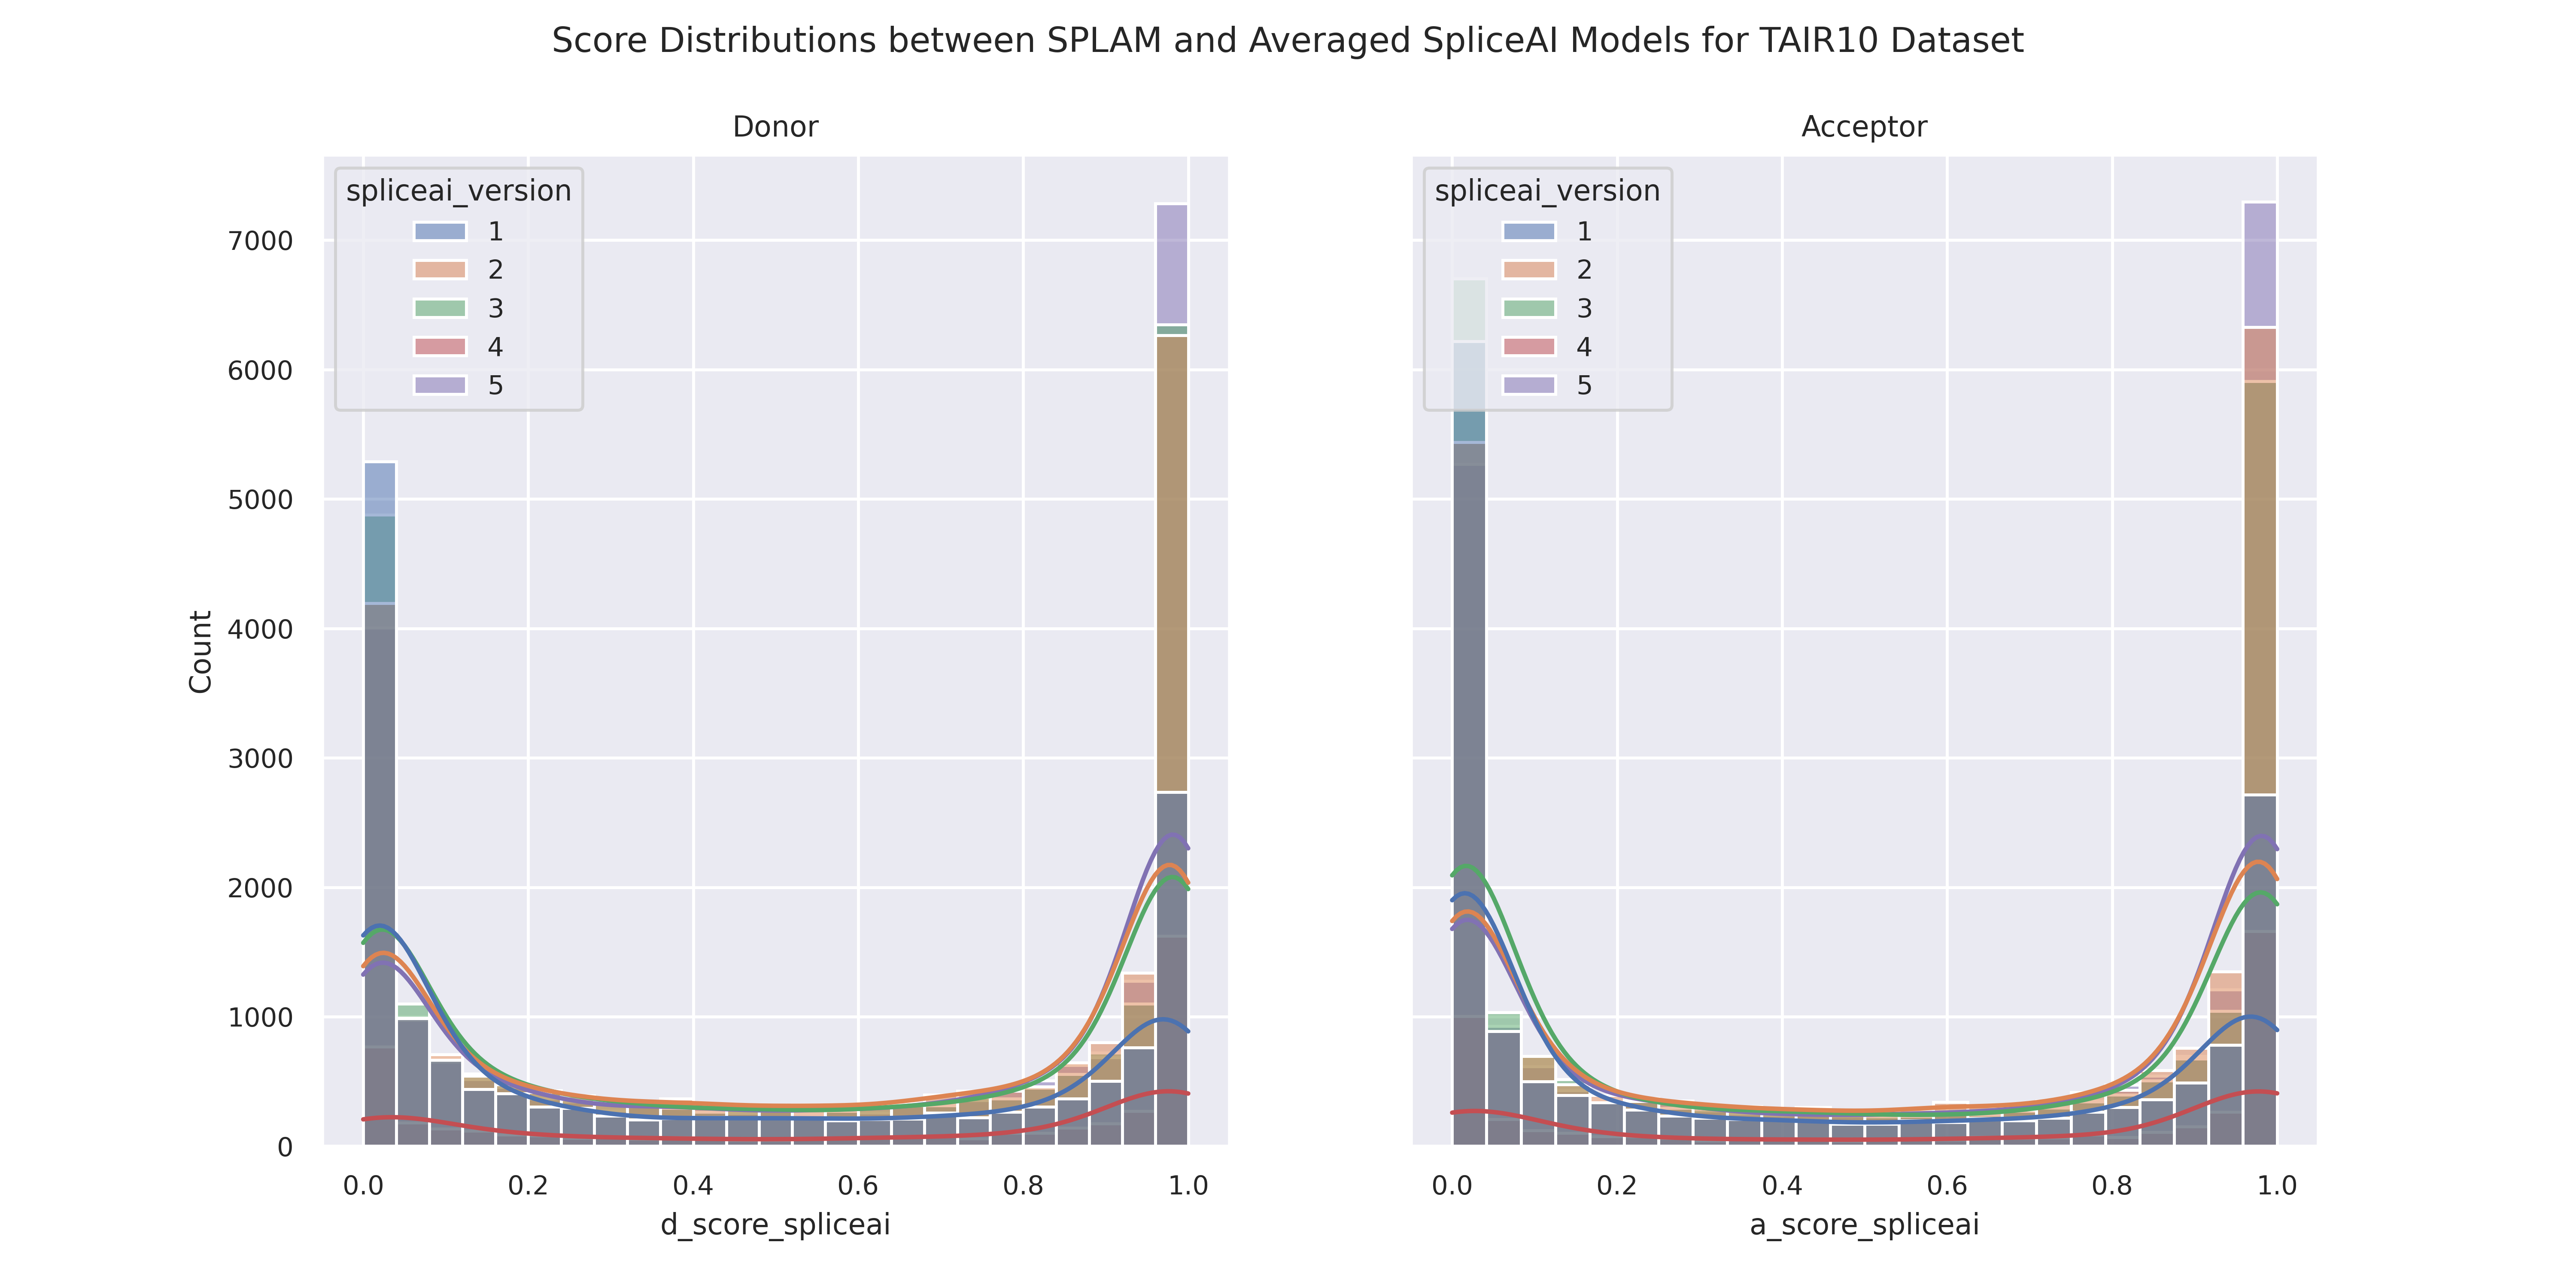 Score Distributions between SPLAM and Averaged SpliceAI Models for TAIR10 Dataset
Donor
spliceai_version
1
2
3
4
5
7000
6000
5000
4000
3000
2000
1000
0
Count
0.0 0.2 0.4 0.6 0.8 1.0
d_score_spliceai
Acceptor
spliceai_version
1
2
3
4
5
0.0 0.2 0.4 0.6 0.8 1.0
a_score_spliceai